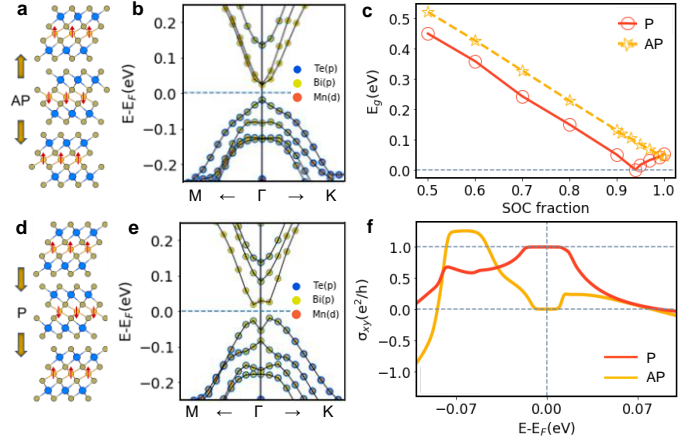 a
AP
b
E-E_F(eV)
0.2
0.1
0.0
−0.1
−0.2
Te(p)
Bi(p)
Mn(d)
M ← Γ → K
c
E_g(eV)
0.6
0.5
0.4
0.3
0.2
0.1
0.0
P
AP
0.5 0.6 0.7 0.8 0.9 1.0
SOC fraction
d
P
e
E-E_F(eV)
0.2
0.1
0.0
−0.1
−0.2
Te(p)
Bi(p)
Mn(d)
M ← Γ → K
f
σ_xy(e²/h)
1.0
0.5
0.0
−0.5
−1.0
P
AP
−0.07 0.00 0.07
E-E_F(eV)